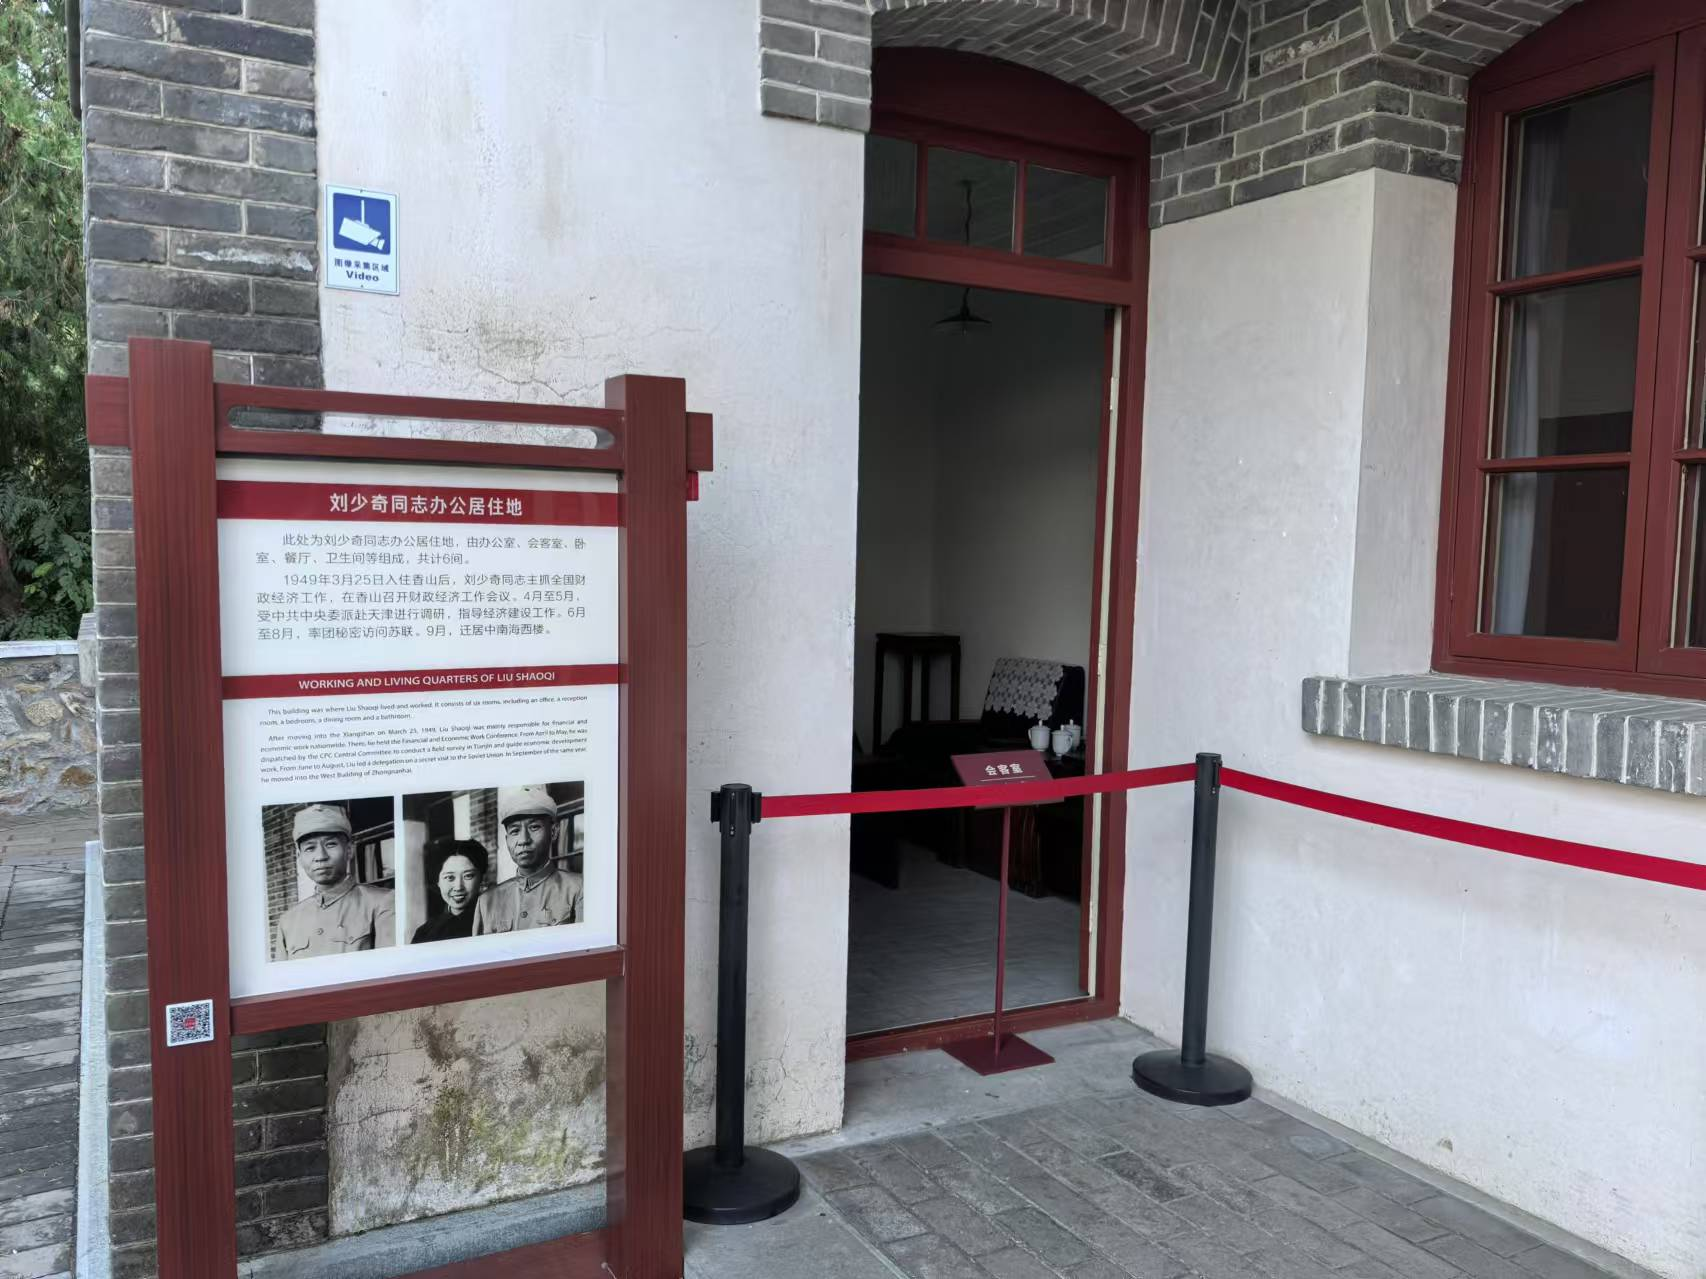 图像采集区域
Video
刘少奇同志办公居住地
此处为刘少奇同志办公居住地，由办公室、会客室、卧
室、餐厅、卫生间等组成，共计6间。
1949年3月25日入住香山后，刘少奇同志主抓全国财
政经济工作，在香山召开财政经济工作会议。4月至5月，
受中共中央委派赴天津进行调研，指导经济建设工作。6月
至8月，率团秘密访问苏联。9月，迁居中南海西楼。
WORKING AND LIVING QUARTERS OF LIU SHAOQI
This building was where Liu Shaoqi lived and worked. It consists of six rooms, including an office, a reception
room, a bedroom, a dining room and a bathroom.
After moving into the Xiangshan on March 25, 1949, Liu Shaoqi was mainly responsible for financial and
economic work nationwide. There, he held the Financial and Economic Work Conference. From April to May, he was
dispatched by the CPC Central Committee to conduct a field survey in Tianjin and guide economic development
work. From June to August, Liu led a delegation on a secret visit to the Soviet Union. In September of the same year,
he moved into the West Building of Zhongnanhai.
会客室